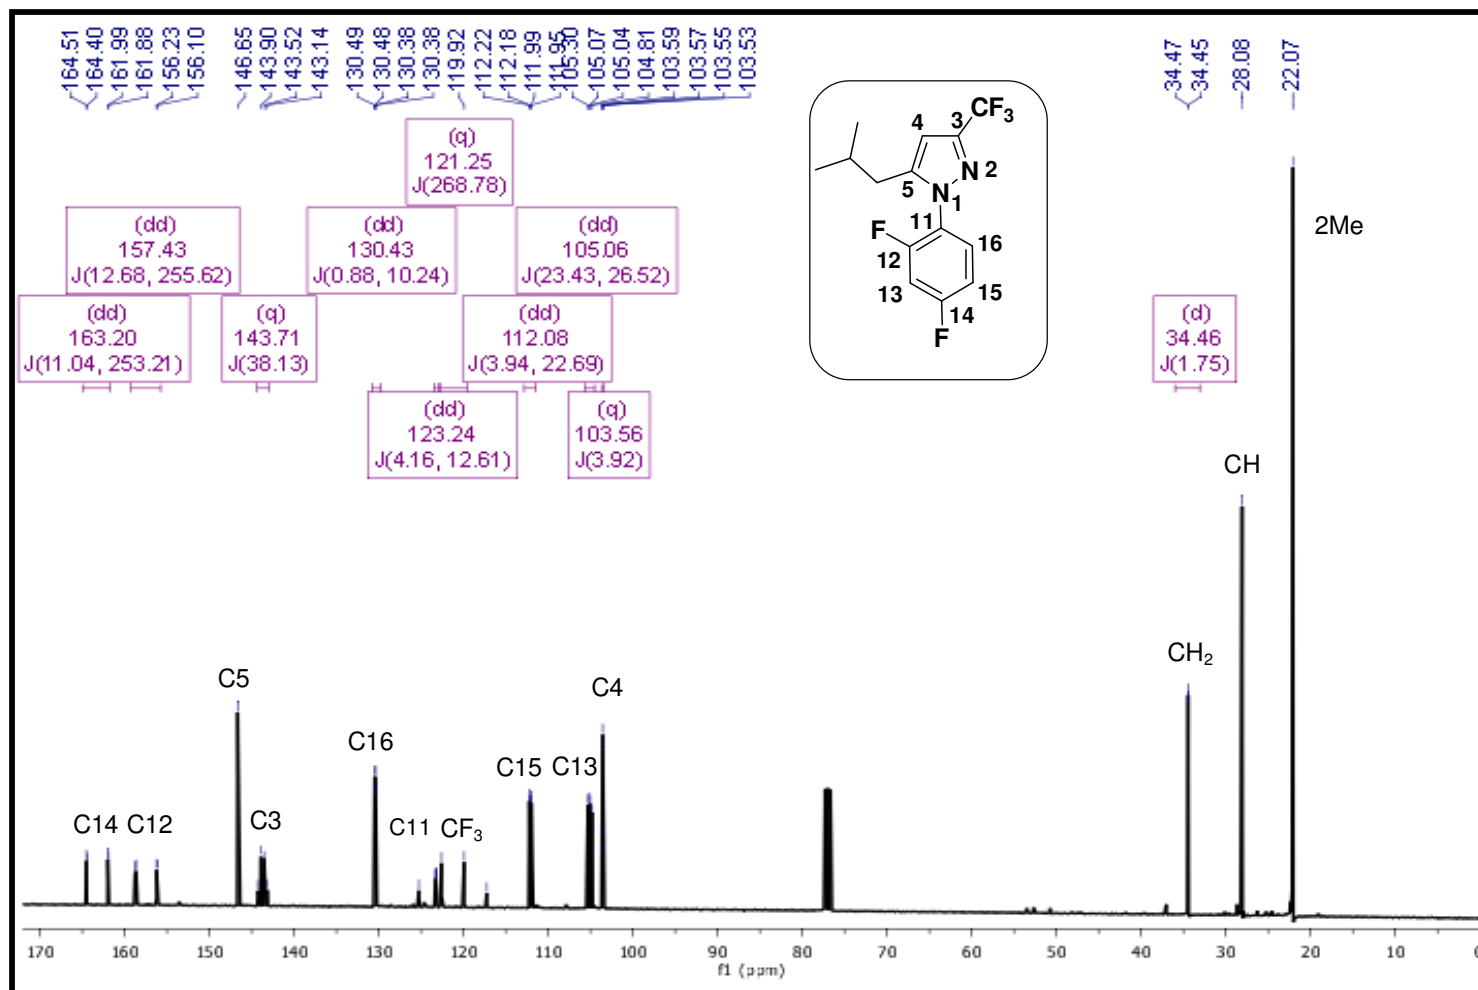 164.51
164.40
161.99
161.88
156.23
156.10
146.65
143.90
143.52
143.14
130.49
130.48
130.38
130.38
119.92
112.22
112.18
111.99
111.95
105.30
105.07
105.04
104.81
103.59
103.57
103.55
103.53
34.47
34.45
28.08
22.07
(q)
121.25
J(268.78)
(dd)
157.43
J(12.68, 255.62)
(dd)
130.43
J(0.88, 10.24)
(dd)
105.06
J(23.43, 26.52)
(dd)
163.20
J(11.04, 253.21)
(q)
143.71
J(38.13)
(dd)
112.08
J(3.94, 22.69)
(d)
34.46
J(1.75)
(dd)
123.24
J(4.16, 12.61)
(q)
103.56
J(3.92)
CF3
4
3
N 2
5
N
1
11
F
16
12
13
15
14
F
2Me
CH
CH2
C5
C4
C16
C15
C13
C14
C12
C3
C11
CF3
170 160 150 140 130 120 110 100 90 80 70 60 50 40 30 20 10
f1 (ppm)